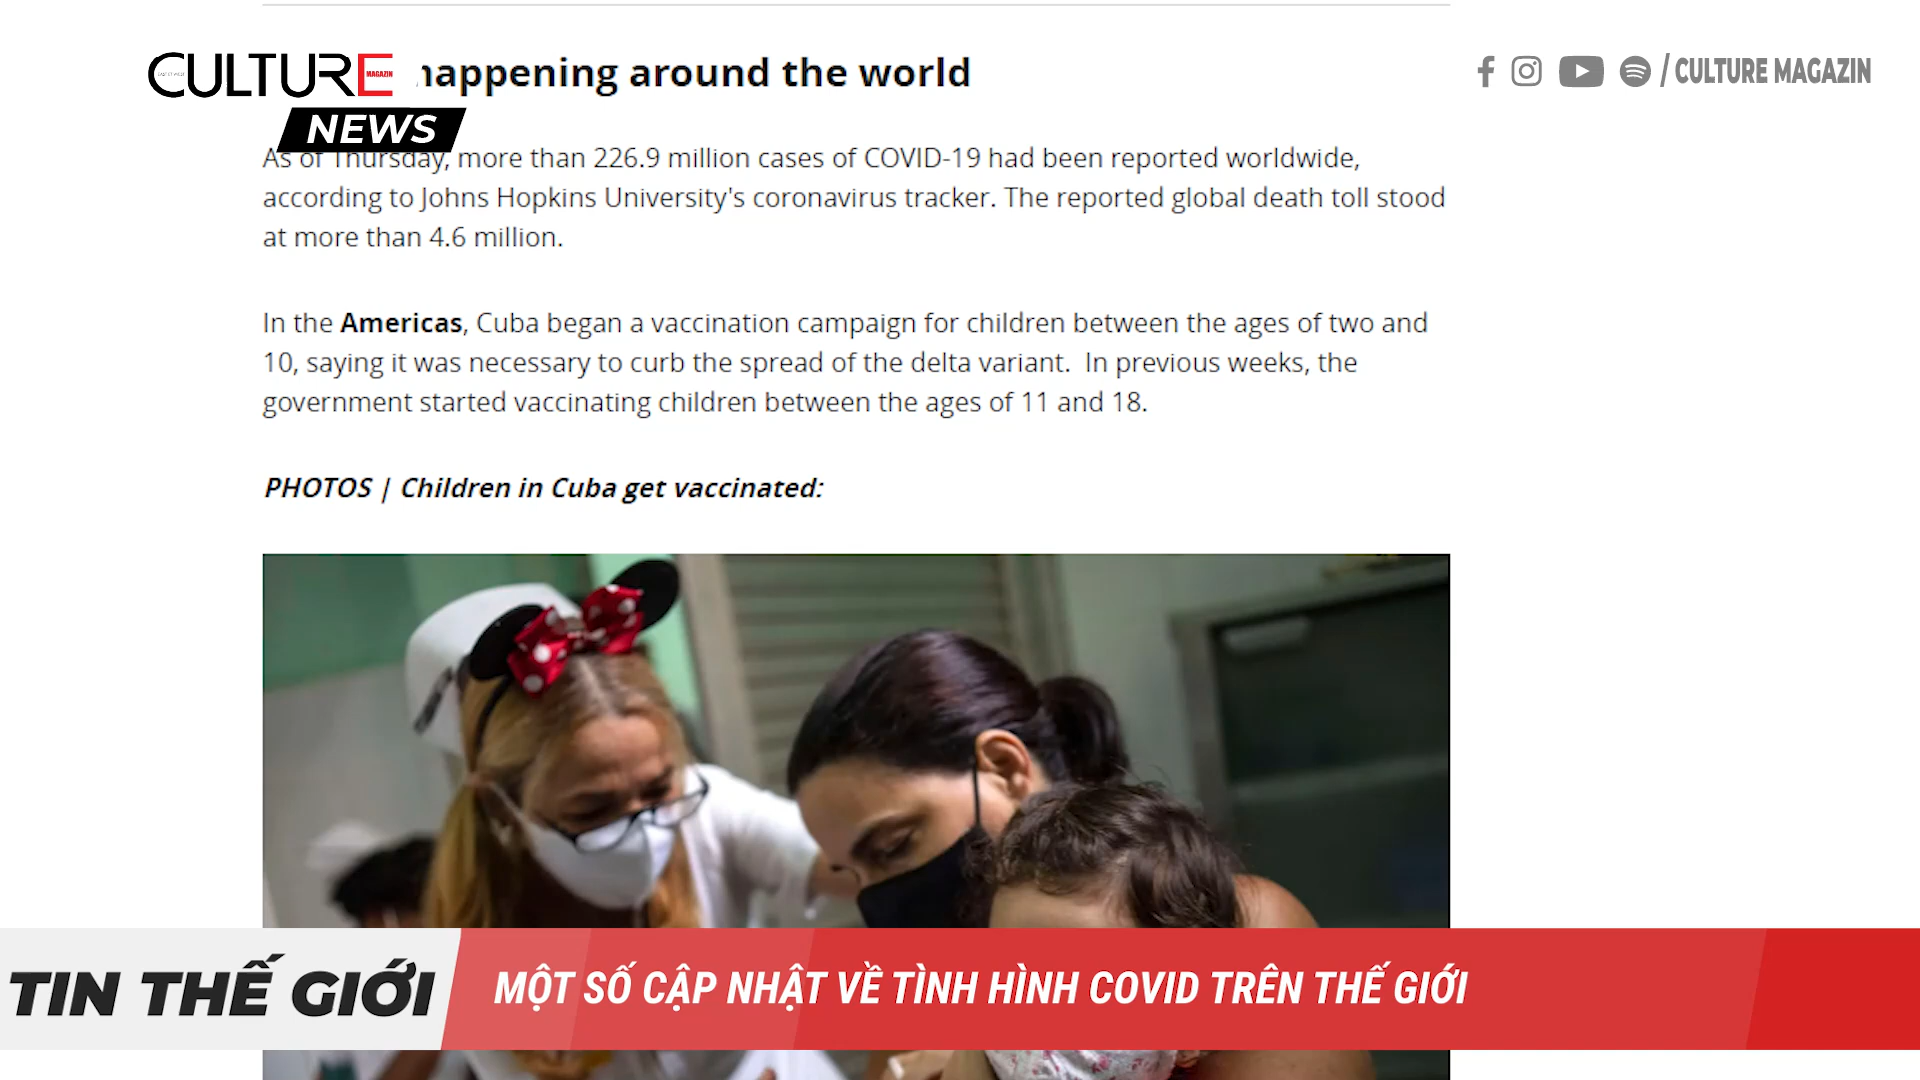 CULTURE
MAGAZIN
NEWS
happening around the world
/ CULTURE MAGAZIN
As of Thursday, more than 226.9 million cases of COVID-19 had been reported worldwide,
according to Johns Hopkins University's coronavirus tracker. The reported global death toll stood
at more than 4.6 million.
In the Americas, Cuba began a vaccination campaign for children between the ages of two and
10, saying it was necessary to curb the spread of the delta variant. In previous weeks, the
government started vaccinating children between the ages of 11 and 18.
PHOTOS | Children in Cuba get vaccinated:
TIN THẾ GIỚI
MỘT SỐ CẬP NHẬT VỀ TÌNH HÌNH COVID TRÊN THẾ GIỚI